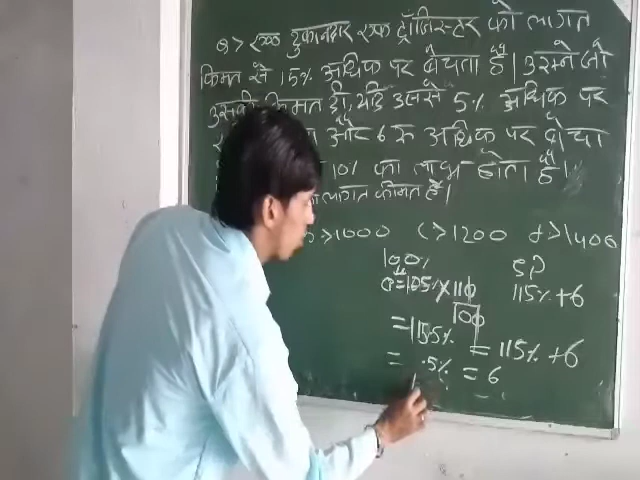 Q> एक दुकानदार एक ट्रांजिस्टर को लागत
किमत से 15% अधिक पर बेचता है। उसने जो
उसकी किमत दी, यदि उससे 5% अधिक पर
और 6 रू अधिक पर बेचा
10% का लाभ होता है।
लागत कीमत है।
>1000 C>1200 d>1400
100%
SP
=105%×110/100
115%+6
=115.5% = 115%+6
= .5% = 6